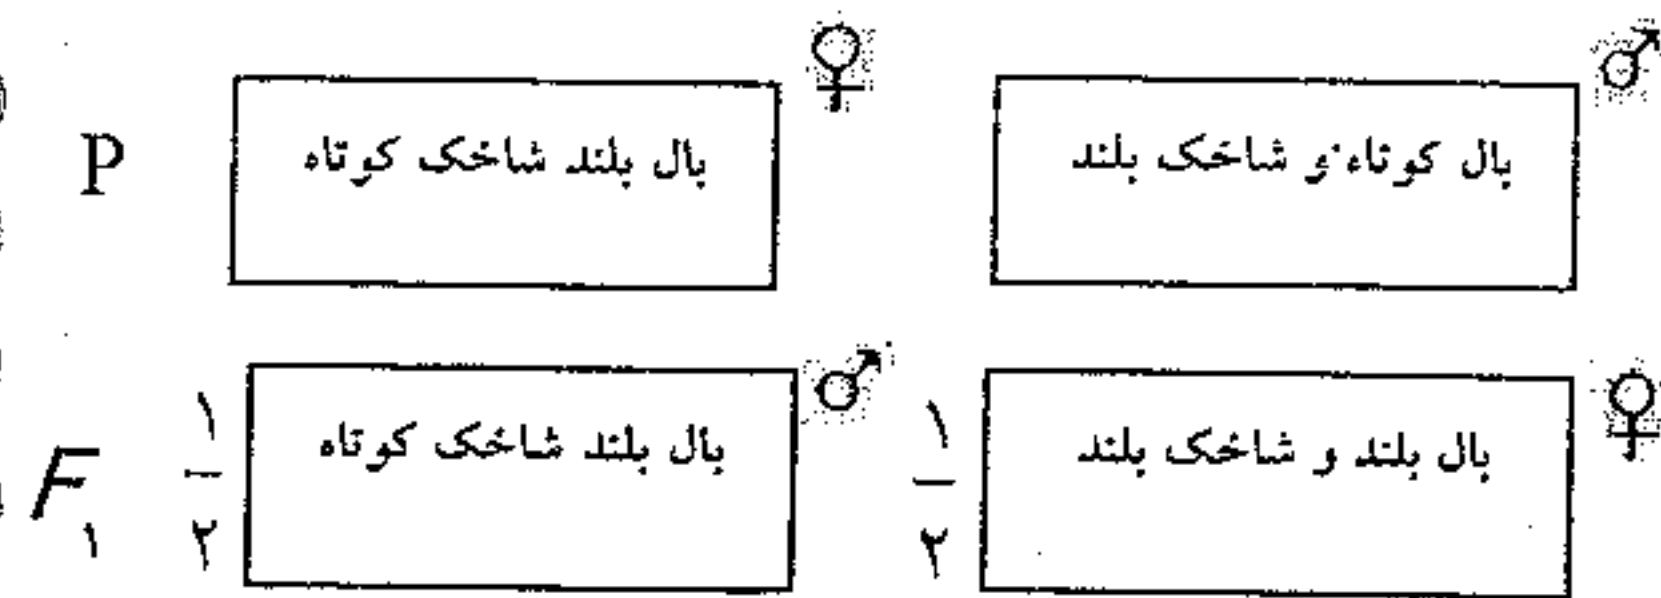 P
بال بلند شاخک کوتاه ♀
بال کوتاه و شاخک بلند ♂
F۱
۱/۲ بال بلند شاخک کوتاه ♂
۱/۲ بال بلند و شاخک بلند ♀